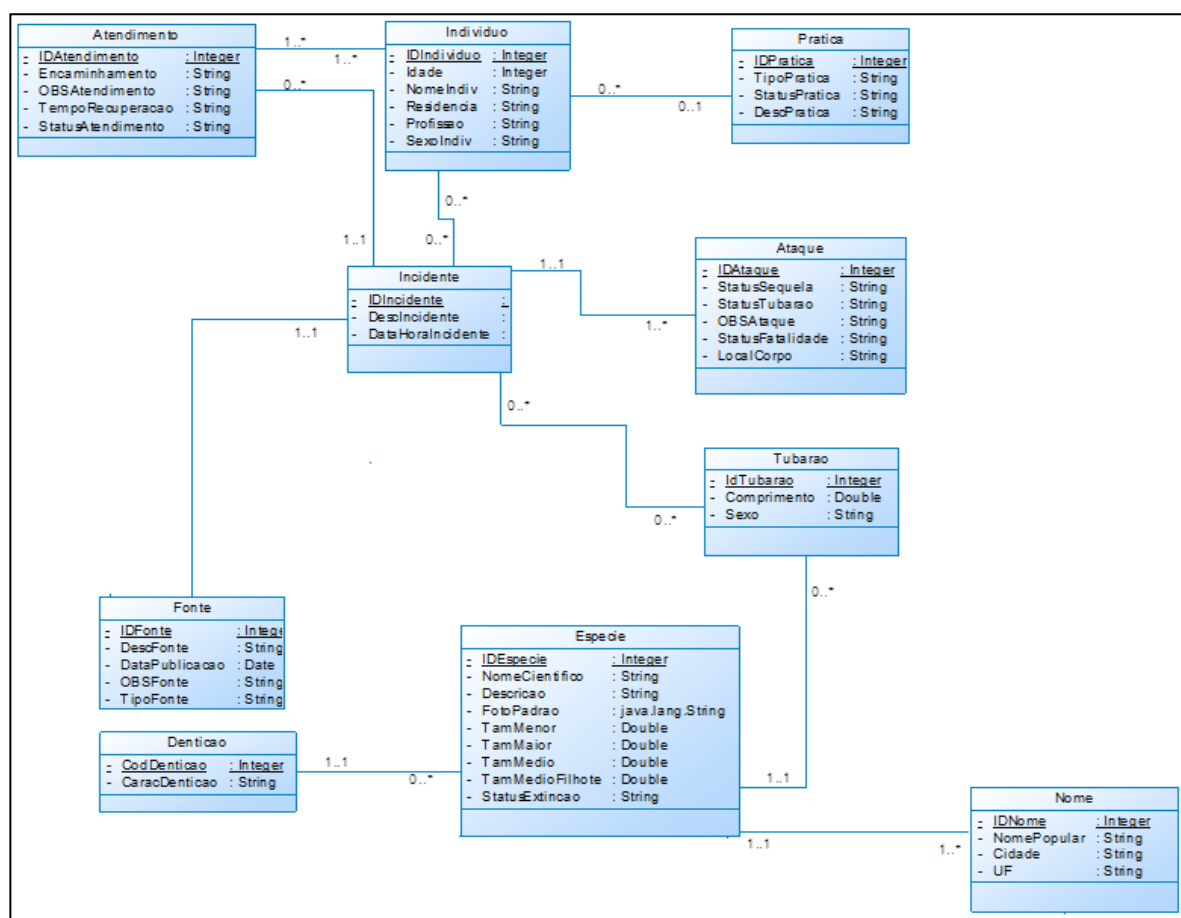 Atendimento
- IDAtendimento : Integer
- Encaminhamento : String
- OBSAtendimento : String
- TempoRecuperacao : String
- StatusAtendimento : String
1..*
1..*
0..*
1..1
Individuo
- IDIndividuo : Integer
- Idade : Integer
- NomeIndiv : String
- Residencia : String
- Profissao : String
- SexoIndiv : String
0..*
0..1
0..*
0..*
Pratica
- IDPratica : Integer
- TipoPratica : String
- StatusPratica : String
- DescPratica : String
Incidente
- IDIncidente :
- DescIncidente :
- DataHoraIncidente :
1..1
1..*
1..1
0..*
0..*
Ataque
- IDAtaque : Integer
- StatusSequela : String
- StatusTubarao : String
- OBSAtaque : String
- StatusFatalidade : String
- LocalCorpo : String
Tubarao
- IdTubarao : Integer
- Comprimento : Double
- Sexo : String
0..*
1..1
Fonte
- IDFonte : Intege
- DescFonte : String
- DataPublicacao : Date
- OBSFonte : String
- TipoFonte : String
Denticao
- CodDenticao : Integer
- CaracDenticao : String
1..1
0..*
Especie
- IDEspecie : Integer
- NomeCientifico : String
- Descricao : String
- FotoPadrao : java.lang.String
- TamMenor : Double
- TamMaior : Double
- TamMedio : Double
- TamMedioFilhote : Double
- StatusExtincao : String
1..1
1..*
Nome
- IDNome : Integer
- NomePopular : String
- Cidade : String
- UF : String